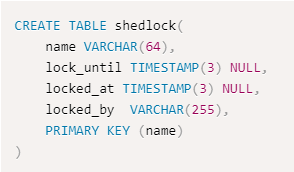 CREATE TABLE shedlock(
    name VARCHAR(64),
    lock_until TIMESTAMP(3) NULL,
    locked_at TIMESTAMP(3) NULL,
    locked_by  VARCHAR(255),
    PRIMARY KEY (name)
)